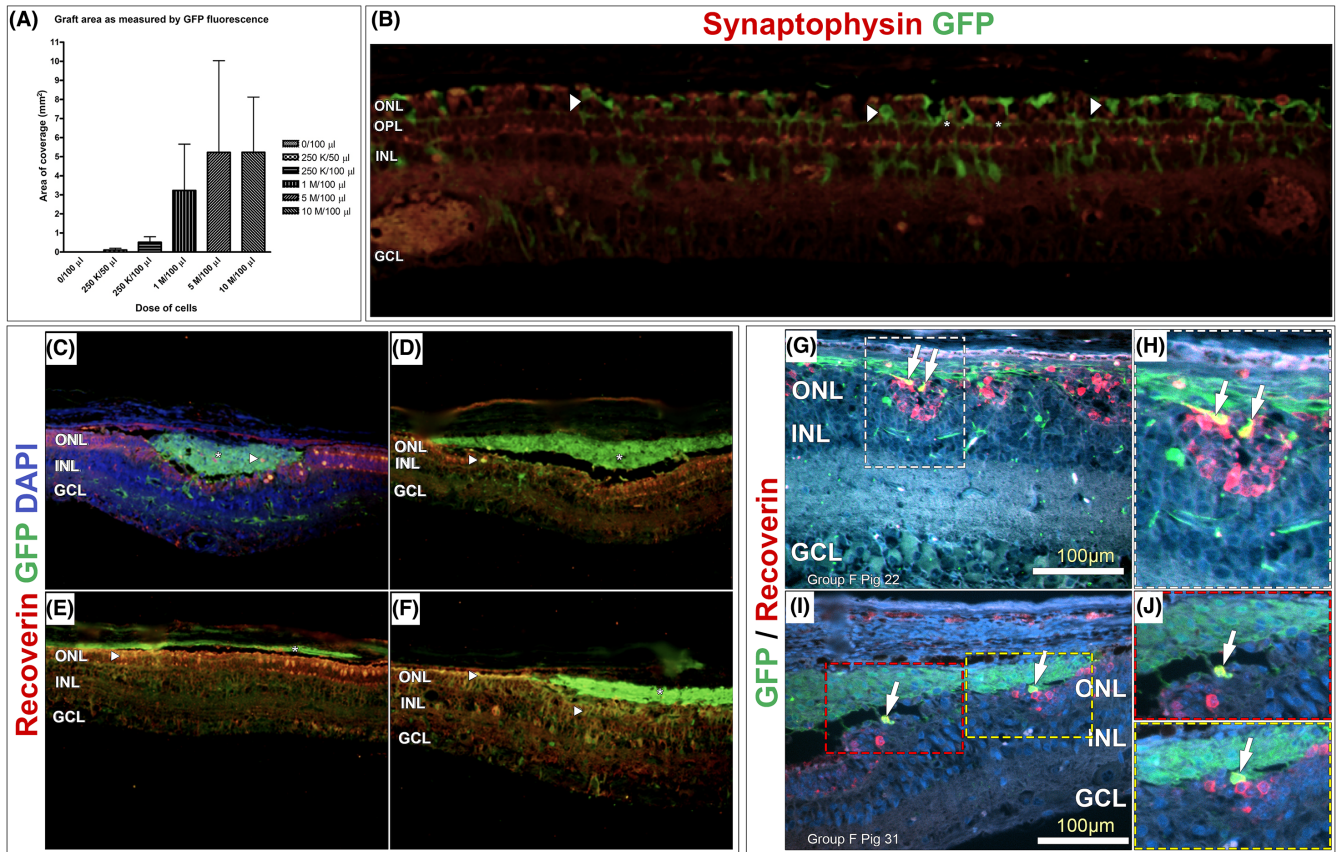 (A)
Graft area as measured by GFP fluorescence
Area of coverage (mm²)
11
10
9
8
7
6
5
4
3
2
1
0
0/100 µl
250 K/50 µl
250 K/100 µl
1 M/100 µl
5 M/100 µl
10 M/100 µl
Dose of cells
0/100 µl
250 K/50 µl
250 K/100 µl
1 M/100 µl
5 M/100 µl
10 M/100 µl
(B)
Synaptophysin GFP
ONL
OPL
* *
INL
GCL
Recoverin GFP DAPI
(C)
ONL
*
INL
GCL
(D)
ONL
*
INL
GCL
(E)
*
ONL
INL
GCL
(F)
ONL
*
INL
GCL
GFP / Recoverin
(G)
ONL
INL
GCL
100µm
Group F Pig 22
(H)
(I)
ONL
INL
GCL
100µm
Group F Pig 31
(J)